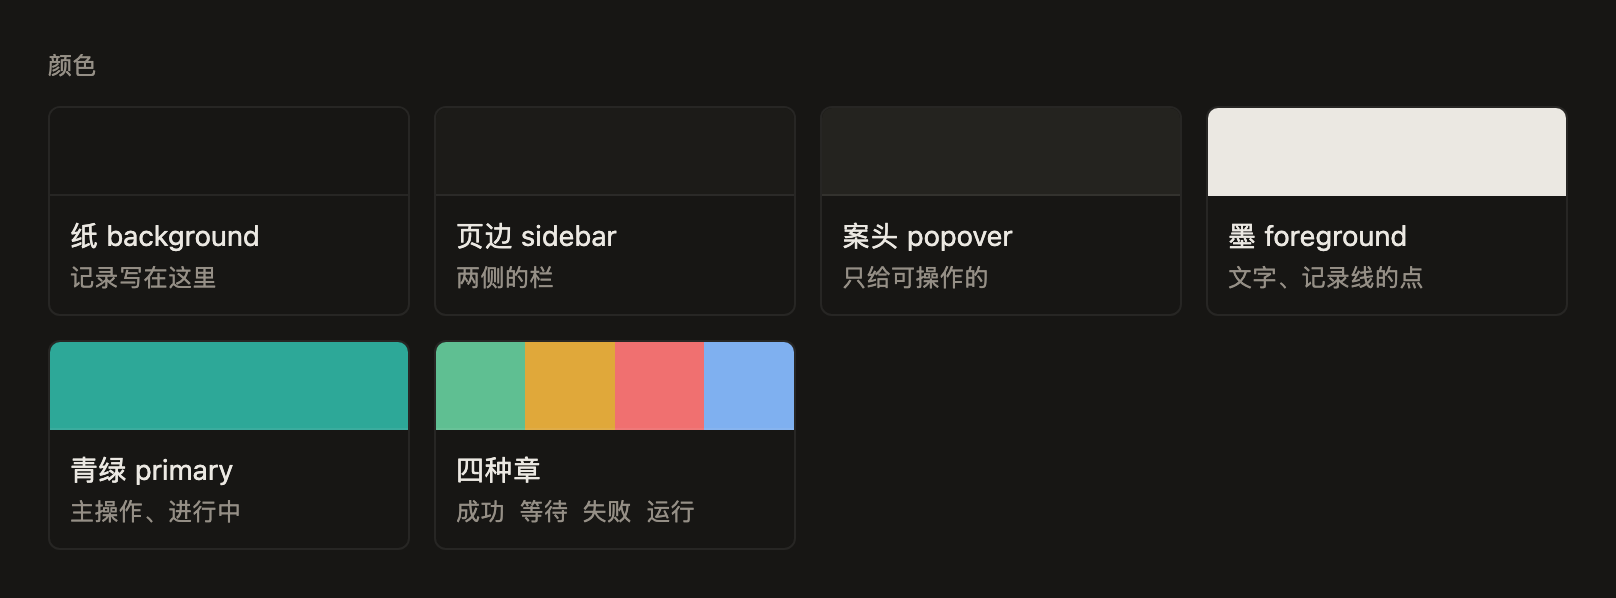 颜色
纸 background
记录写在这里
页边 sidebar
两侧的栏
案头 popover
只给可操作的
墨 foreground
文字、记录线的点
青绿 primary
主操作、进行中
四种章
成功 等待 失败 运行